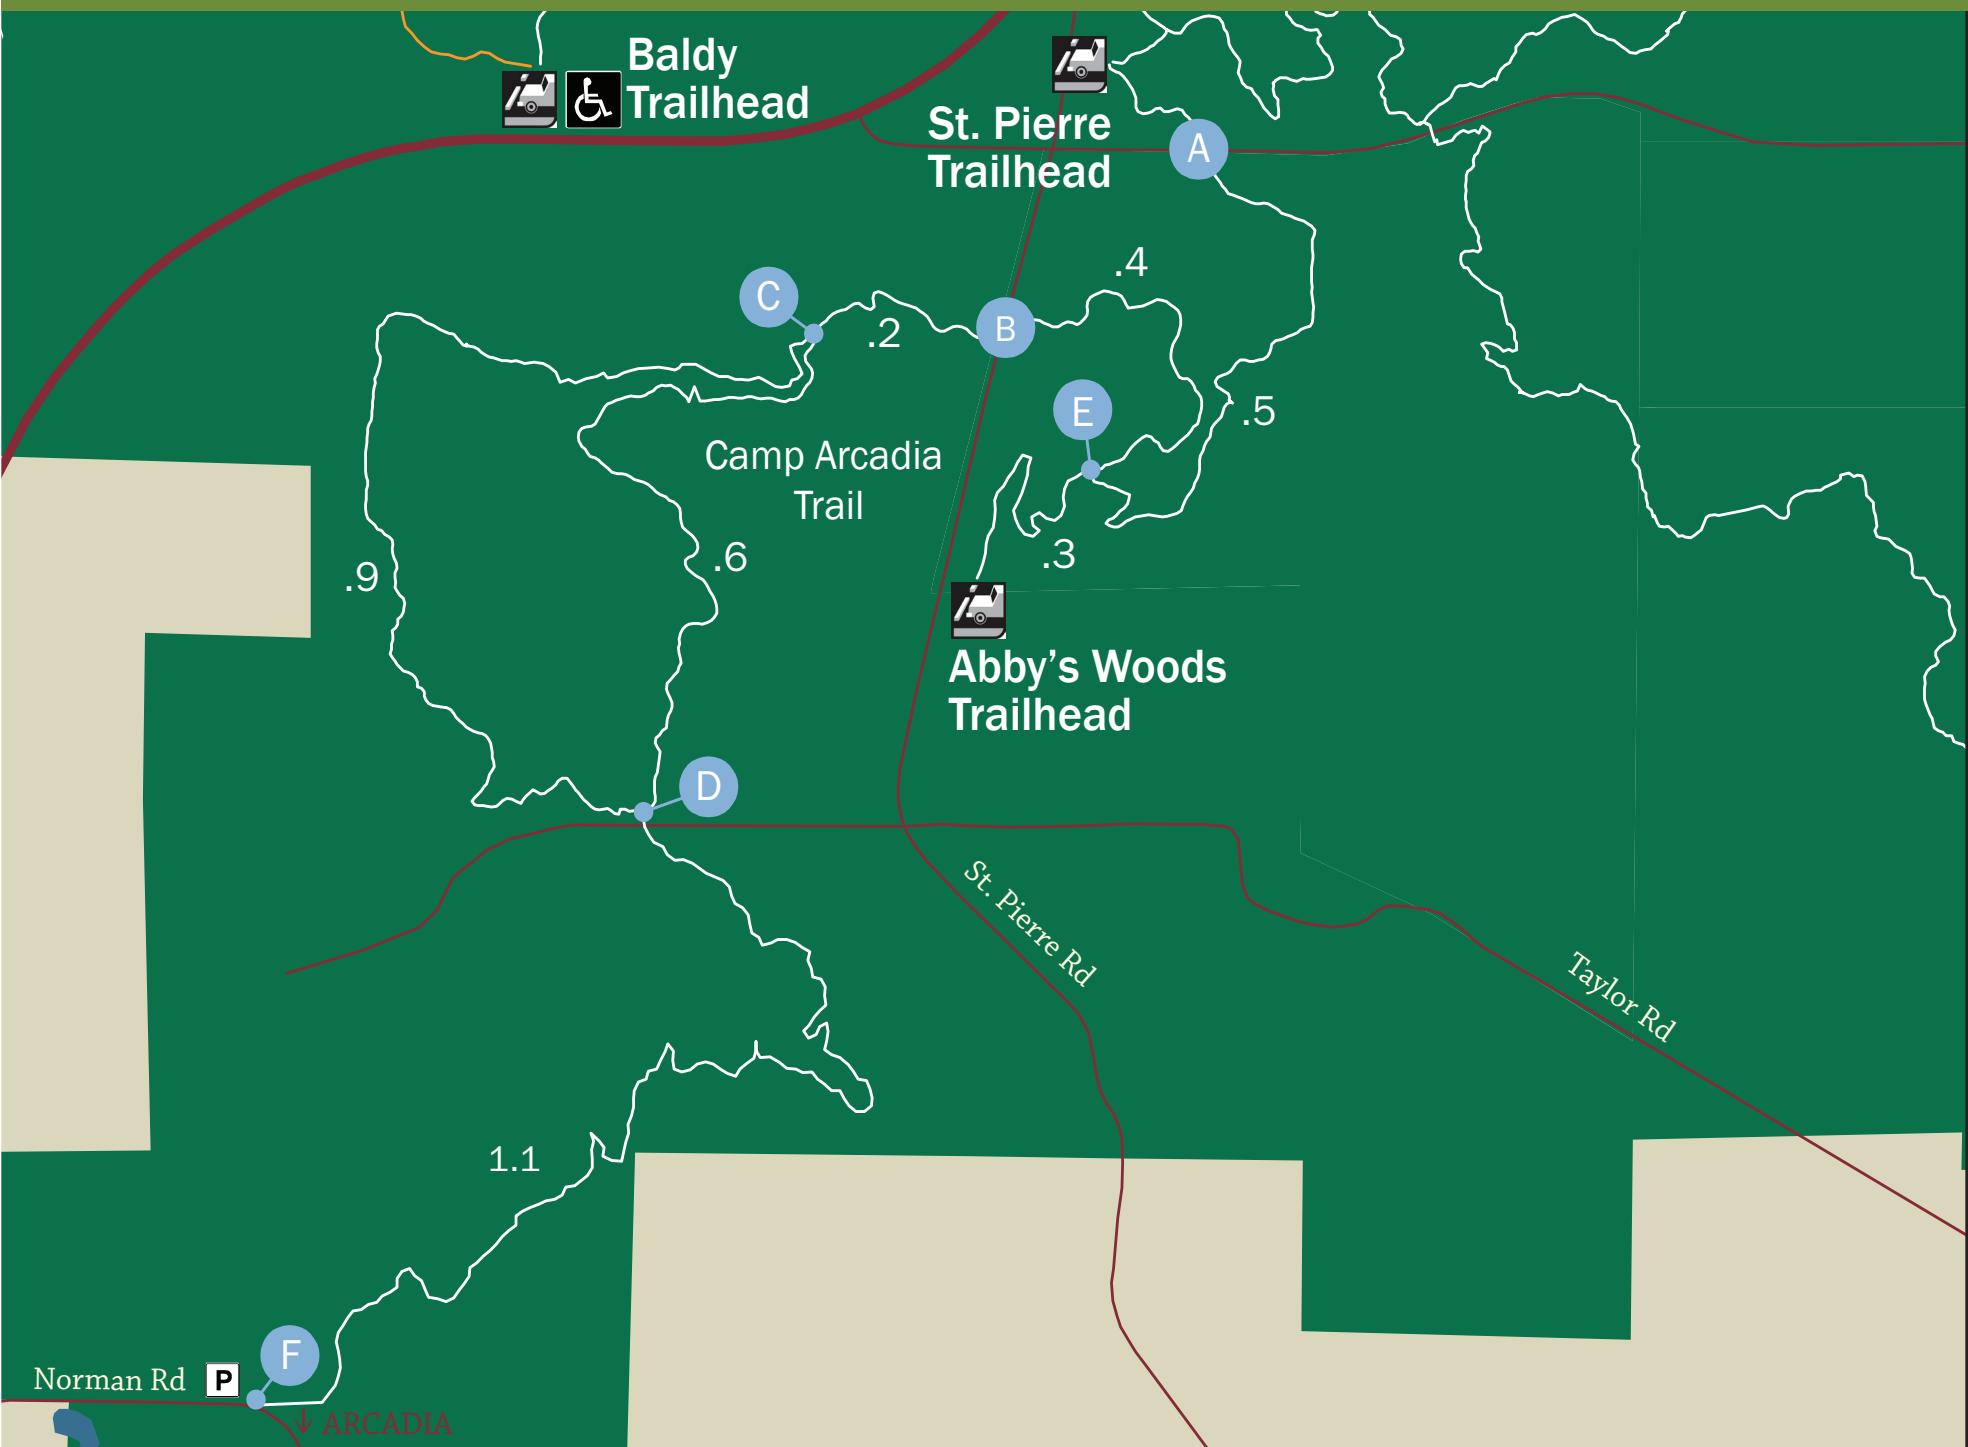 Baldy
Trailhead
St. Pierre
Trailhead
A
.4
C
.2
B
E
.5
Camp Arcadia
Trail
.9
.6
.3
Abby’s Woods
Trailhead
D
St. Pierre Rd
Taylor Rd
1.1
F
Norman Rd
P
↓ ARCADIA